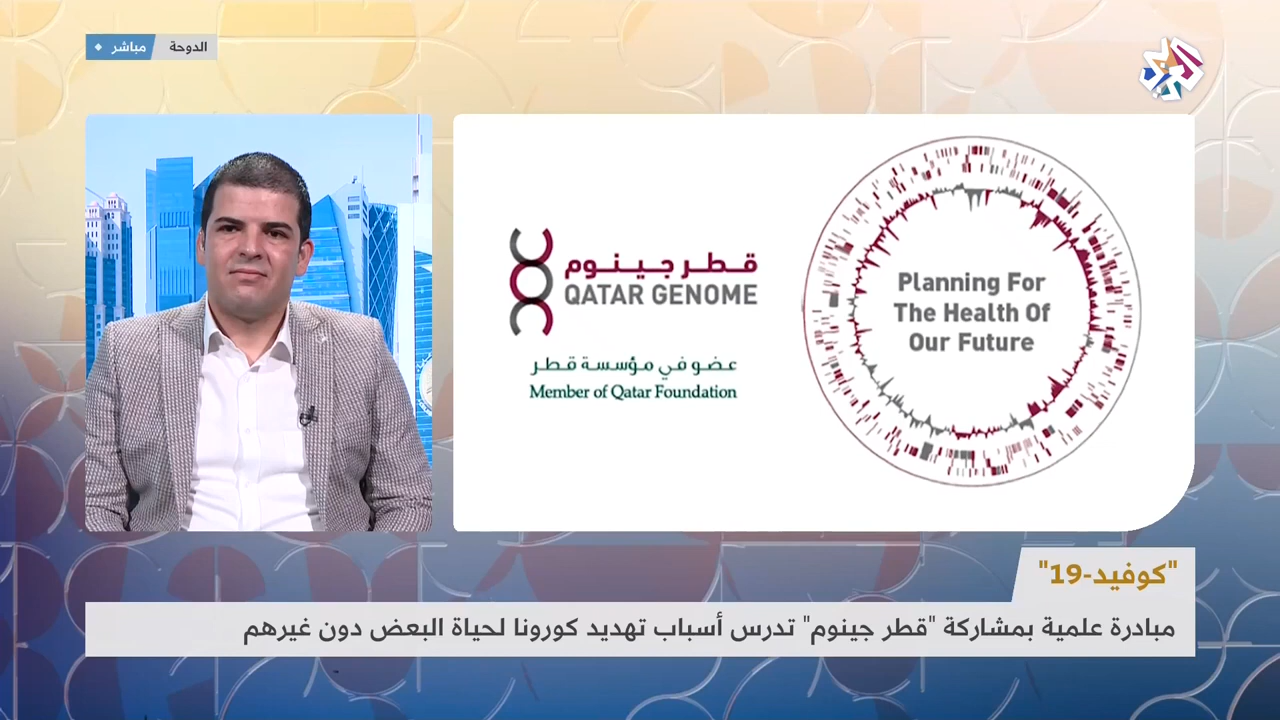 الدوحة
مباشر
قطر جينوم
QATAR GENOME
عضو في مؤسسة قطر
Member of Qatar Foundation
Planning For
The Health Of
Our Future
"كوفيد-19"
مبادرة علمية بمشاركة "قطر جينوم" تدرس أسباب تهديد كورونا لحياة البعض دون غيرهم